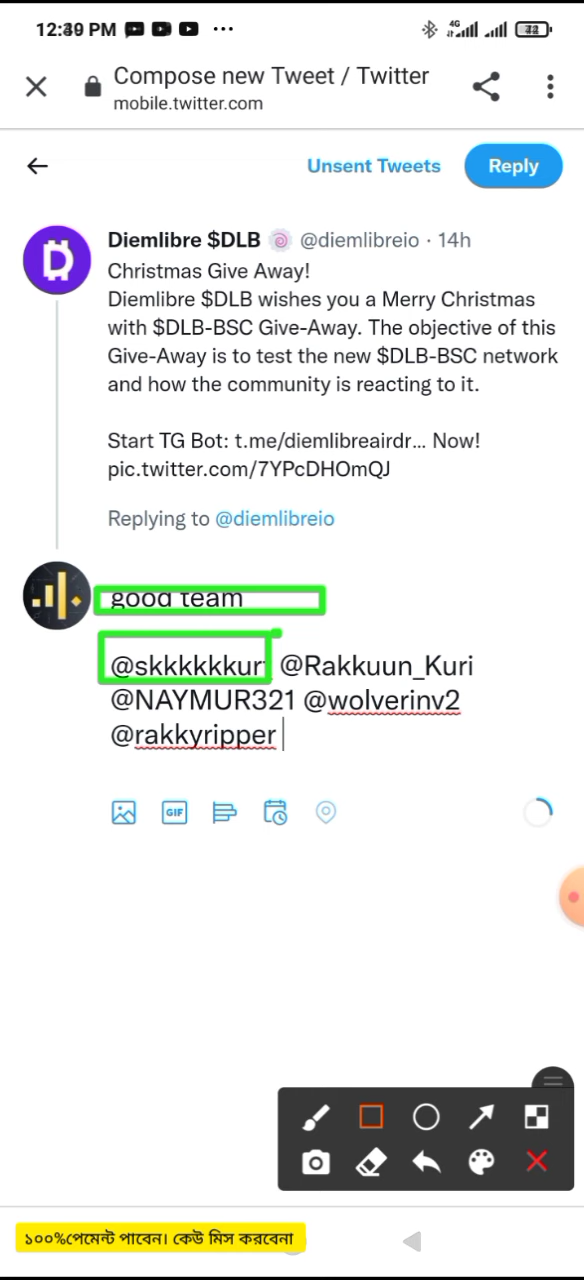 PM
4G
Compose new Tweet / Twitter
mobile.twitter.com
Unsent Tweets
Reply
Diemlibre $DLB @diemlibreio · 14h
Christmas Give Away!
Diemlibre $DLB wishes you a Merry Christmas
with $DLB-BSC Give-Away. The objective of this
Give-Away is to test the new $DLB-BSC network
and how the community is reacting to it.
Start TG Bot: t.me/diemlibreairdr... Now!
pic.twitter.com/7YPcDHOmQJ
Replying to @diemlibreio
good team
@Rakkuun_Kuri
@NAYMUR321 @wolverinv2
@rakkyripper
GIF
১০০%পেমেন্ট পাবেন। কেউ মিস করবেনা